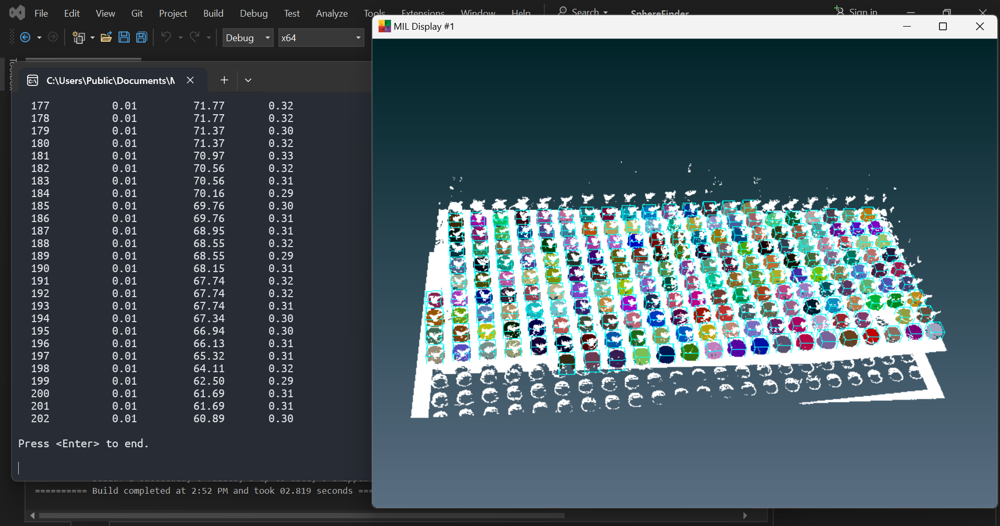 File Edit View Git Project Build Debug Test Analyze Tools Extensions Window Help Search SphereFinder Sign in
MIL Display #1
Debug x64
C:\Users\Public\Documents\M
177 0.01 71.77 0.32
178 0.01 71.77 0.32
179 0.01 71.37 0.30
180 0.01 71.37 0.32
181 0.01 70.97 0.33
182 0.01 70.56 0.32
183 0.01 70.56 0.31
184 0.01 70.16 0.29
185 0.01 69.76 0.30
186 0.01 69.76 0.31
187 0.01 68.95 0.31
188 0.01 68.55 0.32
189 0.01 68.55 0.29
190 0.01 68.15 0.31
191 0.01 67.74 0.32
192 0.01 67.74 0.32
193 0.01 67.74 0.31
194 0.01 67.34 0.30
195 0.01 66.94 0.30
196 0.01 66.13 0.31
197 0.01 65.32 0.31
198 0.01 64.11 0.32
199 0.01 62.50 0.29
200 0.01 61.69 0.31
201 0.01 61.69 0.31
202 0.01 60.89 0.30
Press <Enter> to end.
========== Build completed at 2:52 PM and took 02.819 seconds ===